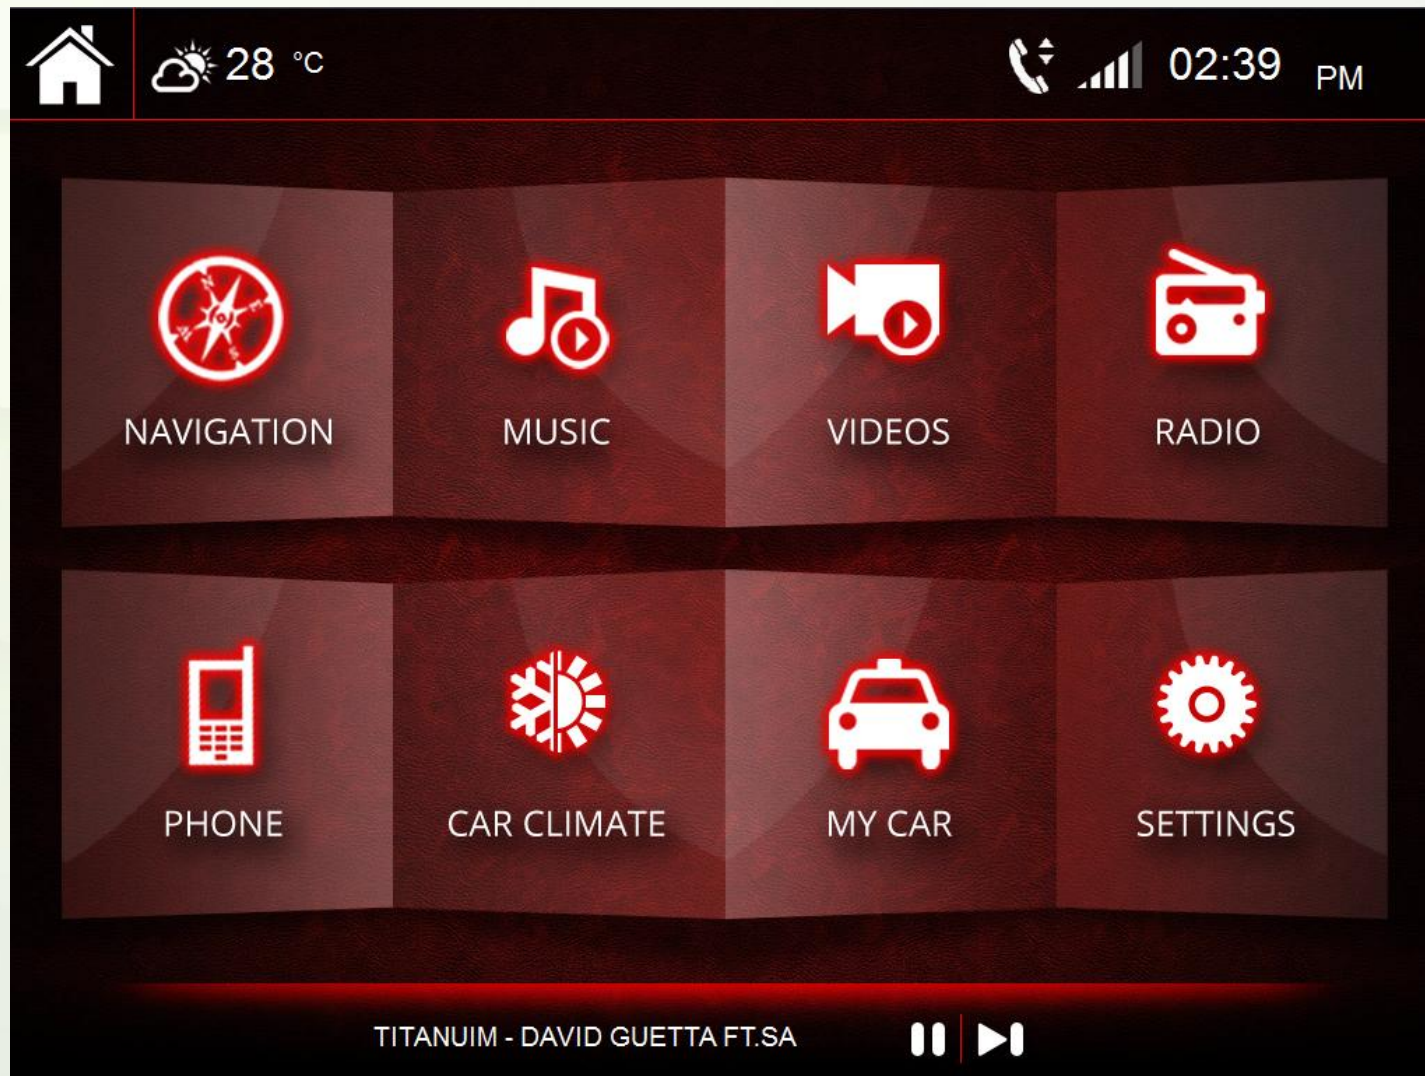 28 °C
02:39 PM
NAVIGATION
MUSIC
VIDEOS
RADIO
PHONE
CAR CLIMATE
MY CAR
SETTINGS
TITANUIM - DAVID GUETTA FT.SA